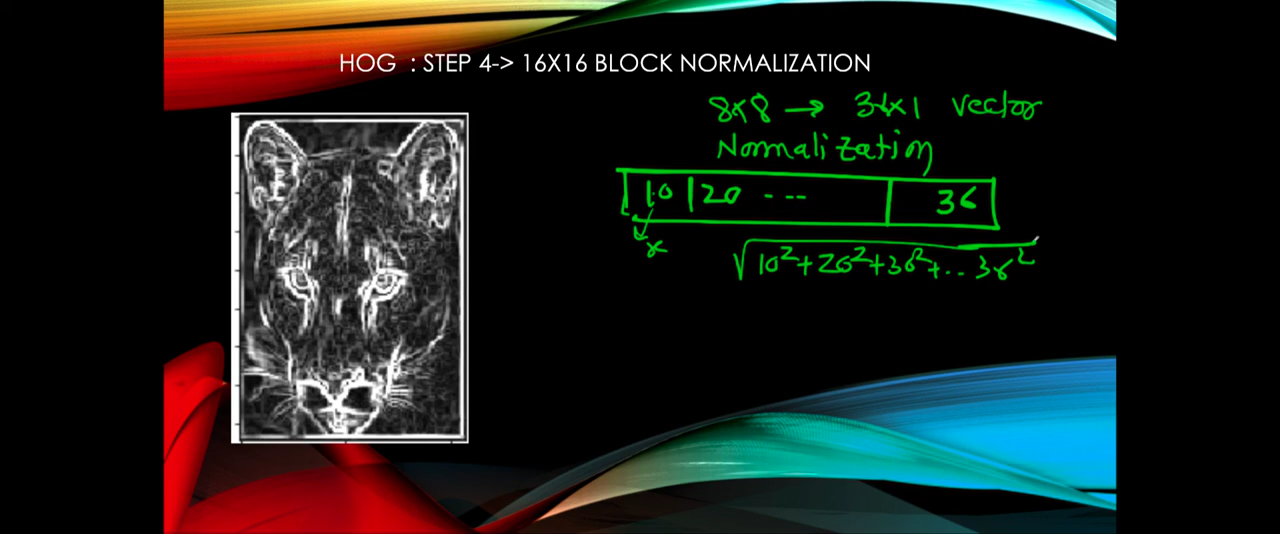 HOG : STEP 4-> 16X16 BLOCK NORMALIZATION
8x8 → 36x1 vector
Normalization
10 | 20 --- 36
x
√10²+20²+30²+... 36²